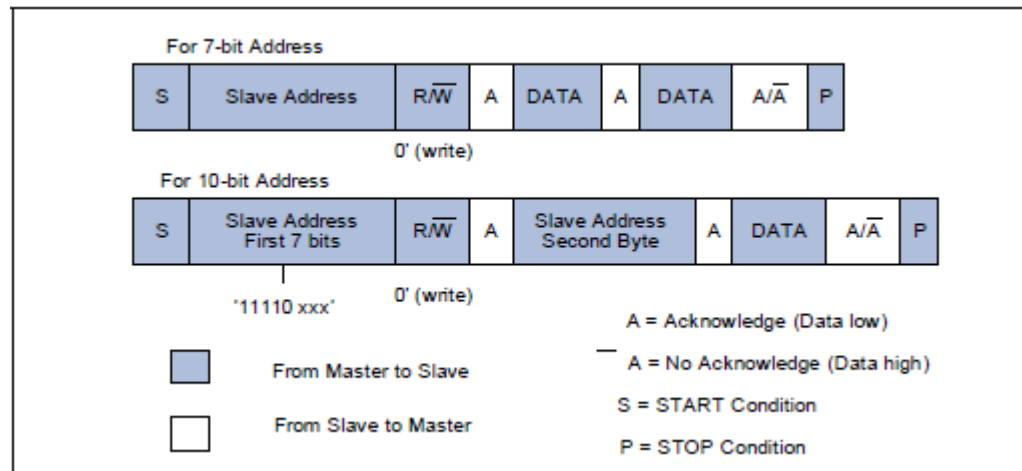 For 7-bit Address
S Slave Address R/W̅ A DATA A DATA A/A̅ P
0' (write)
For 10-bit Address
S Slave Address First 7 bits R/W̅ A Slave Address Second Byte A DATA A/A̅ P
'11110 xxx' 0' (write)
From Master to Slave
From Slave to Master
A = Acknowledge (Data low)
A̅ = No Acknowledge (Data high)
S = START Condition
P = STOP Condition